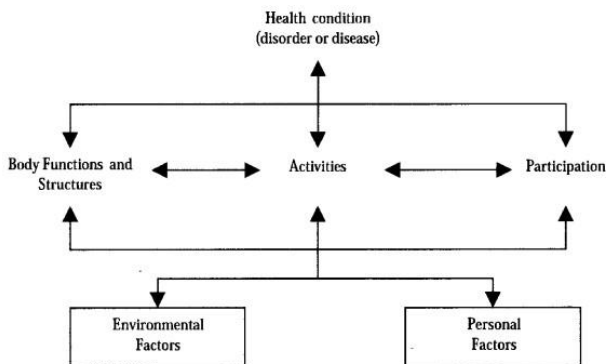 Health condition
(disorder or disease)
Body Functions and
Structures
Activities
Participation
Environmental
Factors
Personal
Factors